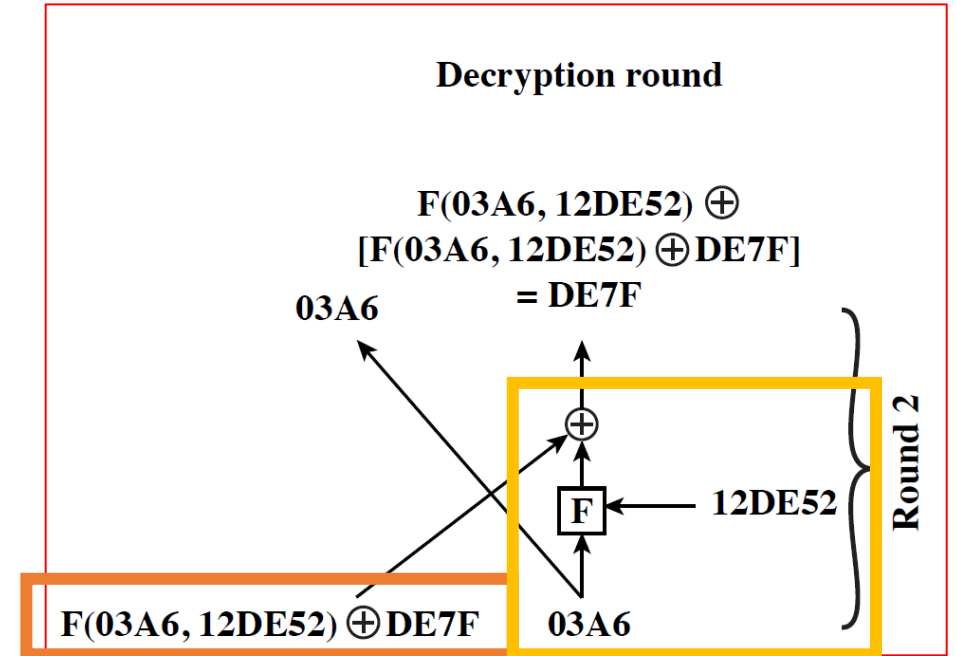 Decryption round
F(03A6, 12DE52) ⊕
[F(03A6, 12DE52) ⊕ DE7F]
= DE7F
03A6
Round 2
F
12DE52
F(03A6, 12DE52) ⊕ DE7F
03A6